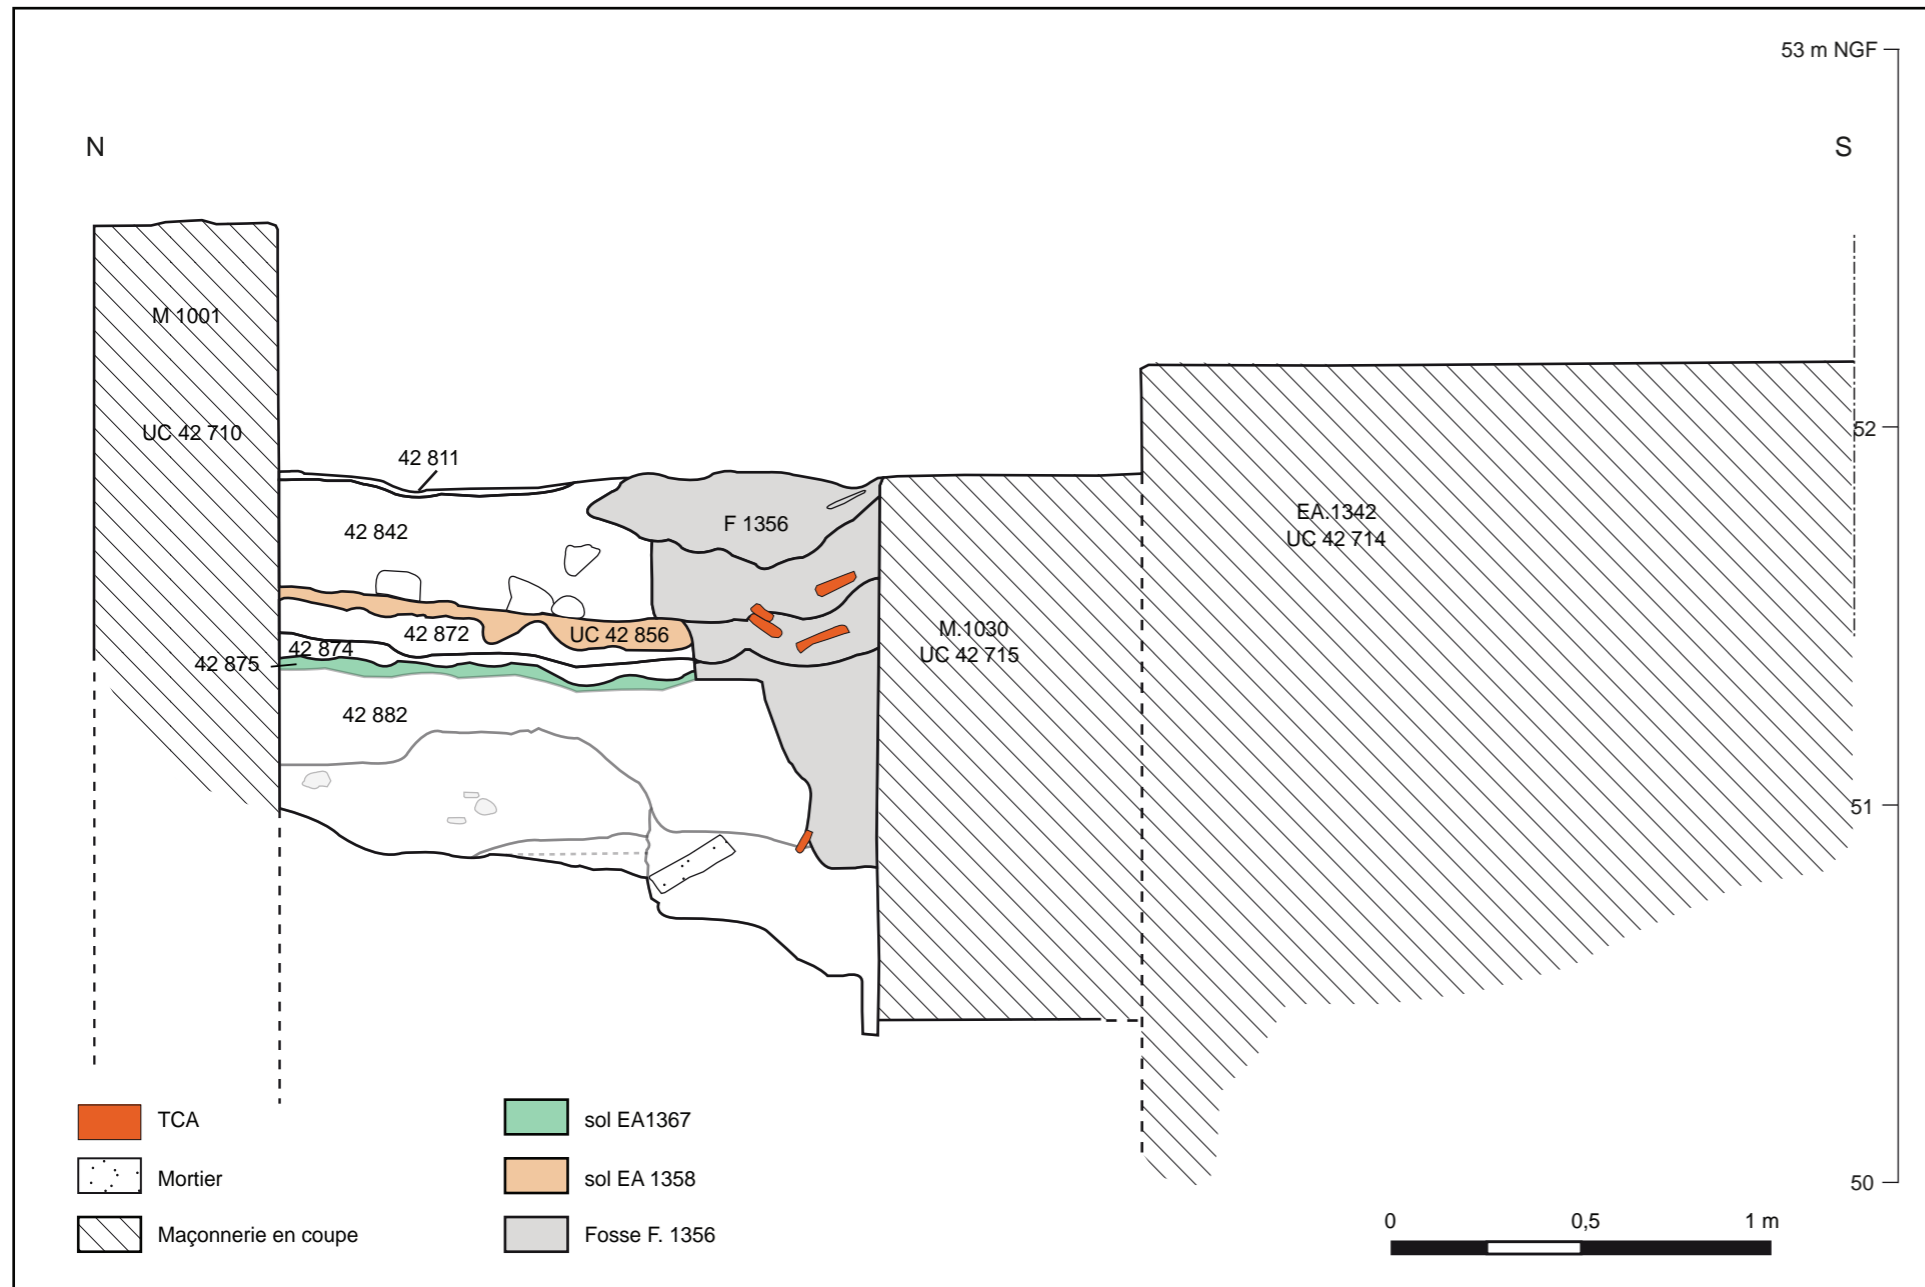 53 m NGF
N
S
M 1001
UC 42 710
52
42 811
42 842
F 1356
EA.1342
UC 42 714
42 872
UC 42 856
M.1030
UC 42 715
42 874
42 875
42 882
51
50
TCA
Mortier
Maçonnerie en coupe
sol EA1367
sol EA 1358
Fosse F. 1356
0
0,5
1 m